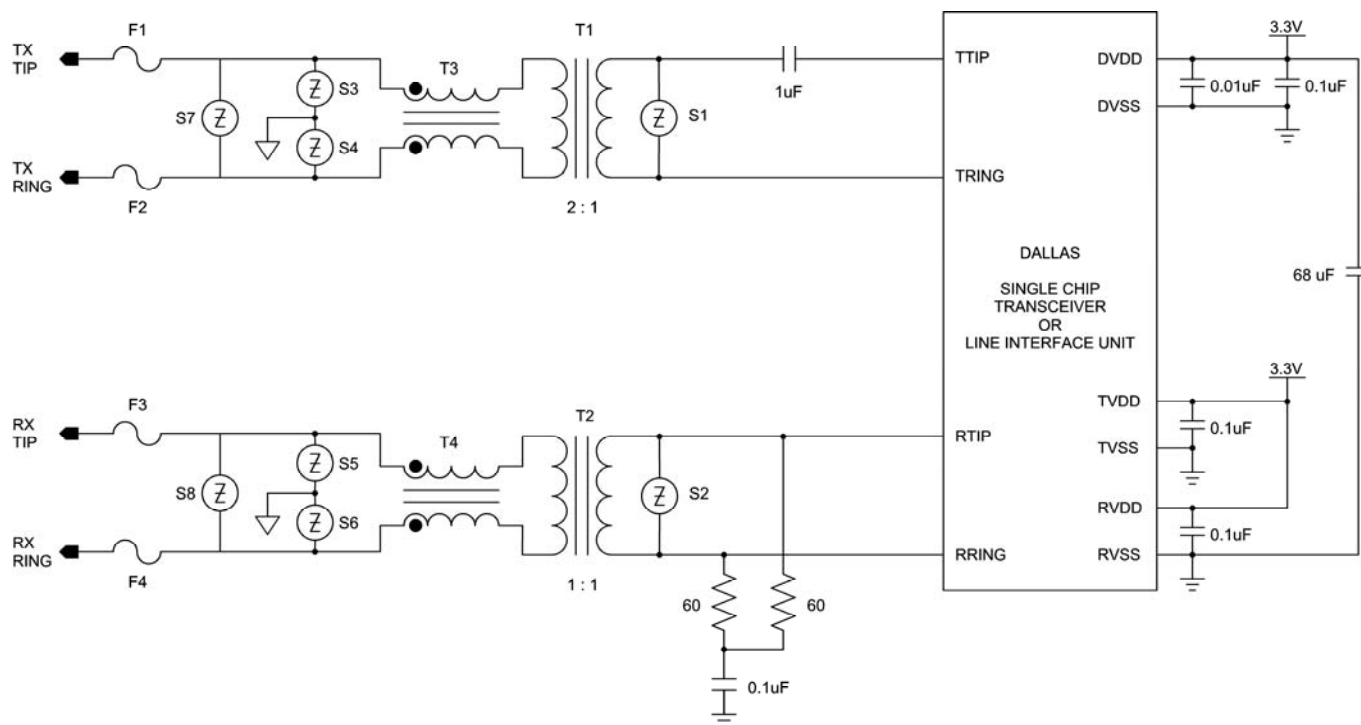 TX
TIP
F1
S7
S3
S4
T3
T1
2 : 1
S1
1uF
TX
RING
F2
TTIP
TRING
DVDD
DVSS
3.3V
0.01uF
0.1uF
68 uF
DALLAS
SINGLE CHIP
TRANSCEIVER
OR
LINE INTERFACE UNIT
RX
TIP
F3
S8
S5
S6
T4
T2
1 : 1
S2
RX
RING
F4
RTIP
RRING
60
60
0.1uF
3.3V
TVDD
0.1uF
TVSS
RVDD
0.1uF
RVSS